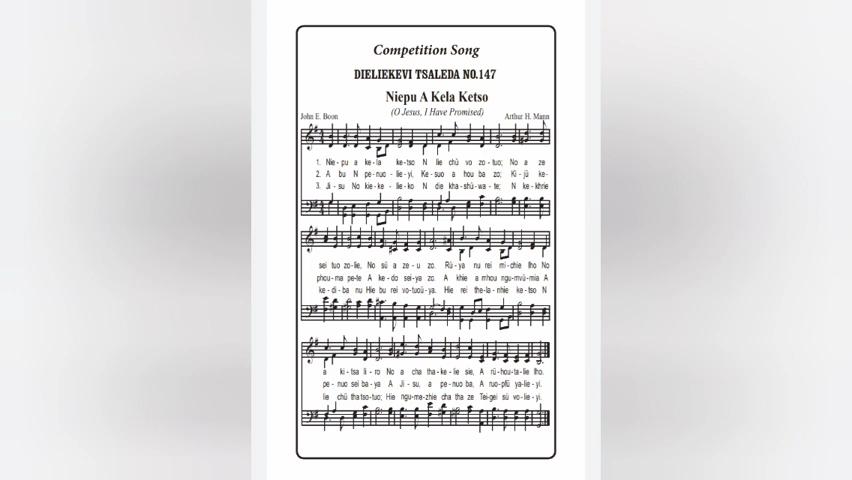 Competition Song
DIELIEKEVI TSALEDA NO.147
Niepu A Kela Ketso
(O Jesus, I Have Promised)
John E. Boon Arthur H. Mann
1. Nie-pu a ke-la ke-tso N lie chü vo zo-tuo; No a ze
2. A bu N pe-nuo-lie-yi, Ke-suo a hou ba zo; Ki-jü ke-
3. Ji-su No kie-ke-lie-ko N die kha-shü-wa-te; N ke-khrie
sei tuo zo-lie, No sü a ze-u zo. Rü-ya nu rei mi-chie lho No
phou-ma pe-te A ke-do sei-ya zo. A khie a mhou ngu-mvü-mia A
ke-di-ba nu Hie bu rei vo-tuoü-ya. Hie rei the-la-nhie ke-tso N
a ki-tsa li-ro No a cha tha-ke-lie sie, A rü-hou-ta-lie lho.
pe-nuo sei ba-ya A Ji-su, a pe-nuo ba, A nuo-pfü ya-lie-yi.
lie chü tha tso-tuo; Hie ngu-me-zhie cha tha ze Tei-gei sü vo-lie-yi.